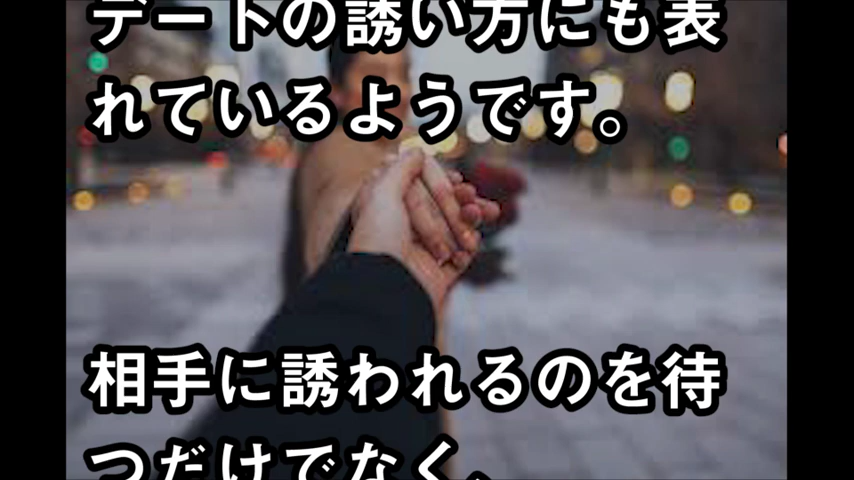 デートの誘い方にも表
れているようです。
相手に誘われるのを待
つだけでなく、